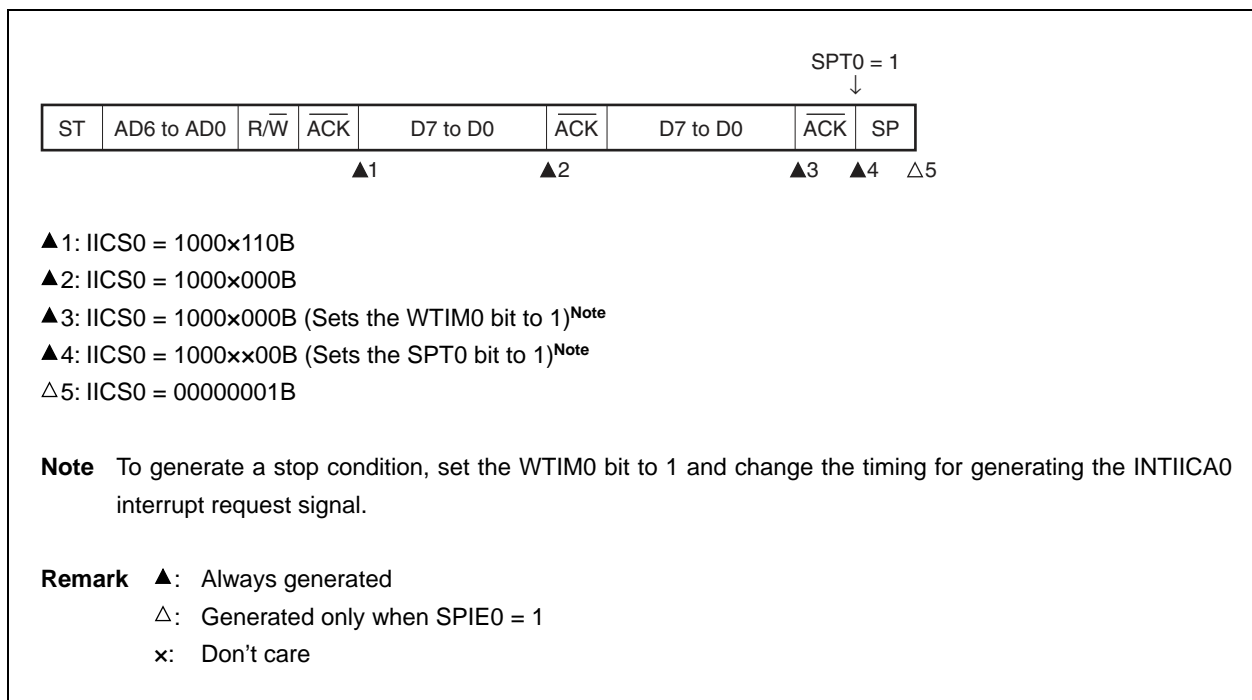 SPT0 = 1
↓
ST AD6 to AD0 R/W̅ A̅C̅K̅ D7 to D0 A̅C̅K̅ D7 to D0 A̅C̅K̅ SP
▲1 ▲2 ▲3 ▲4 △5
▲1: IICS0 = 1000×110B
▲2: IICS0 = 1000×000B
▲3: IICS0 = 1000×000B (Sets the WTIM0 bit to 1)Note
▲4: IICS0 = 1000××00B (Sets the SPT0 bit to 1)Note
△5: IICS0 = 00000001B
Note To generate a stop condition, set the WTIM0 bit to 1 and change the timing for generating the INTIICA0
interrupt request signal.
Remark ▲: Always generated
△: Generated only when SPIE0 = 1
×: Don't care